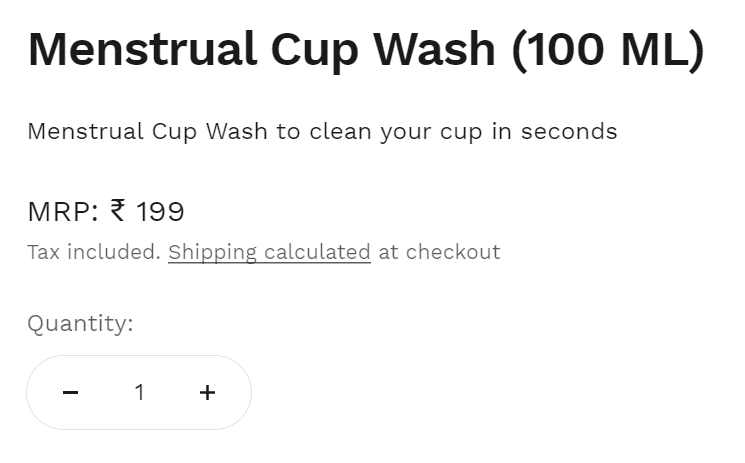 Menstrual Cup Wash (100 ML)
Menstrual Cup Wash to clean your cup in seconds
MRP: ₹ 199
Tax included. Shipping calculated at checkout
Quantity:
− 1 +